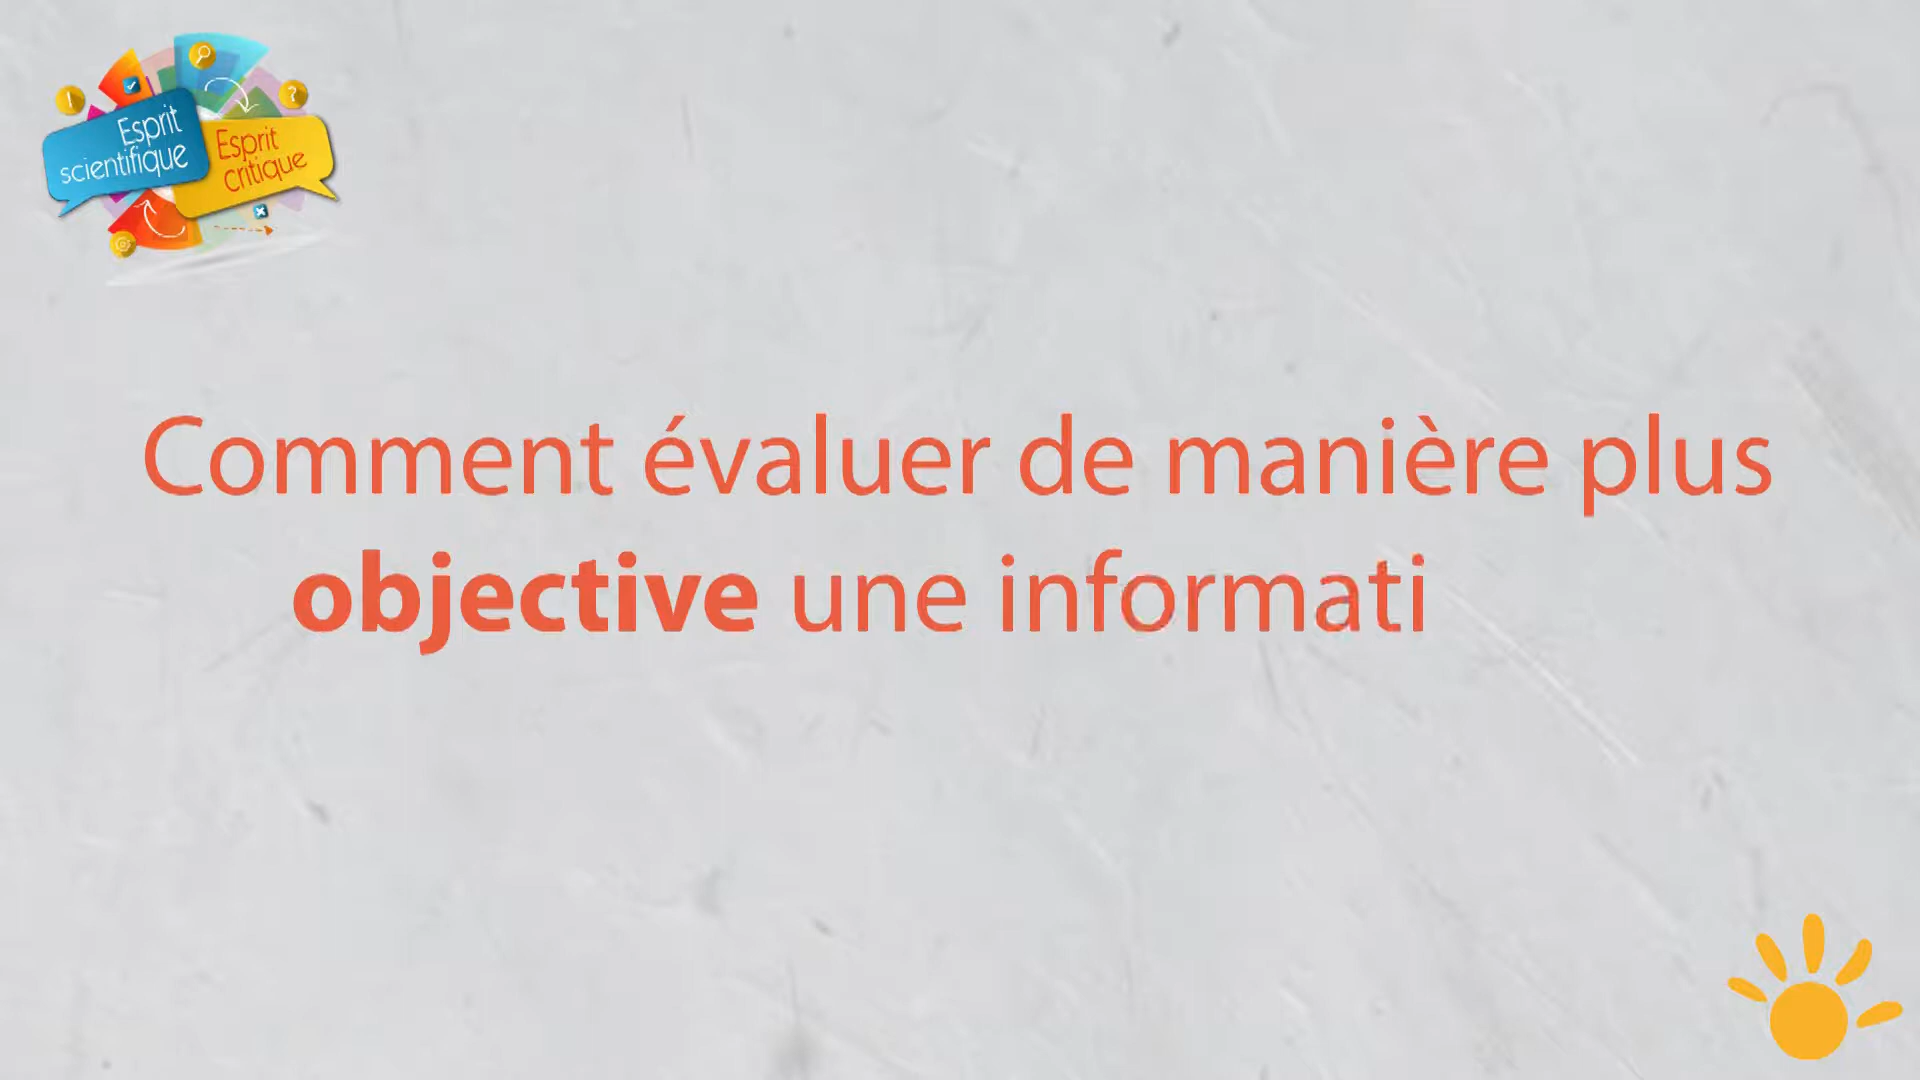 Esprit
scientifique
Esprit
critique
Comment évaluer de manière plus
objective une informati